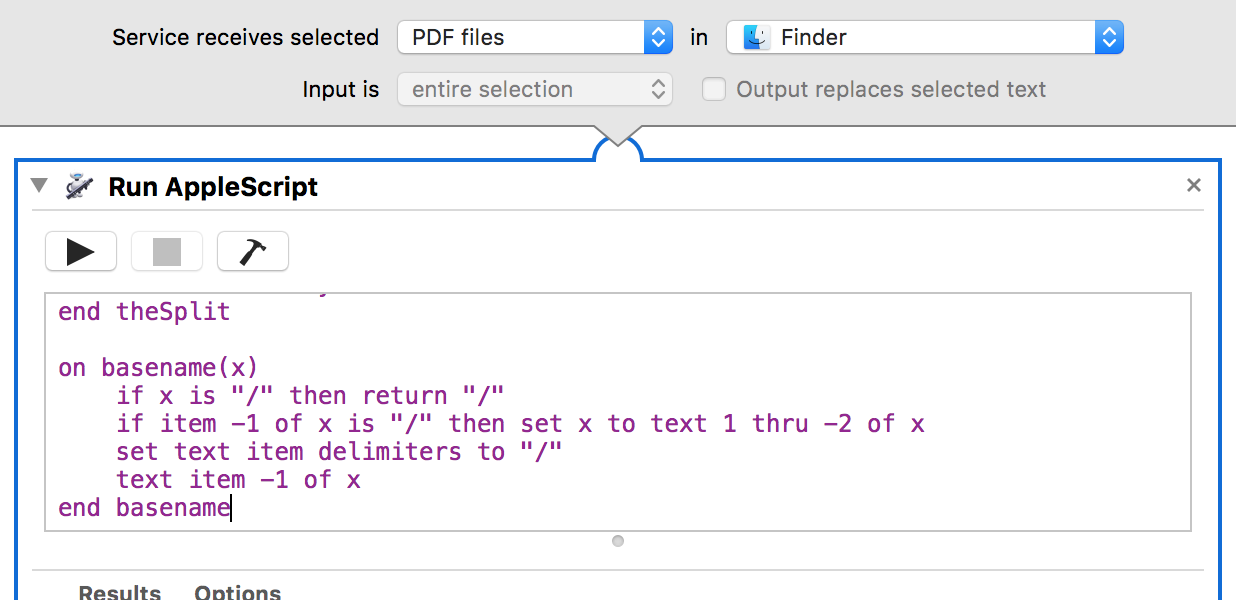 Service receives selected PDF files in Finder
Input is entire selection Output replaces selected text
Run AppleScript
end theSplit
on basename(x)
if x is "/" then return "/"
if item -1 of x is "/" then set x to text 1 thru -2 of x
set text item delimiters to "/"
text item -1 of x
end basename
Results Options